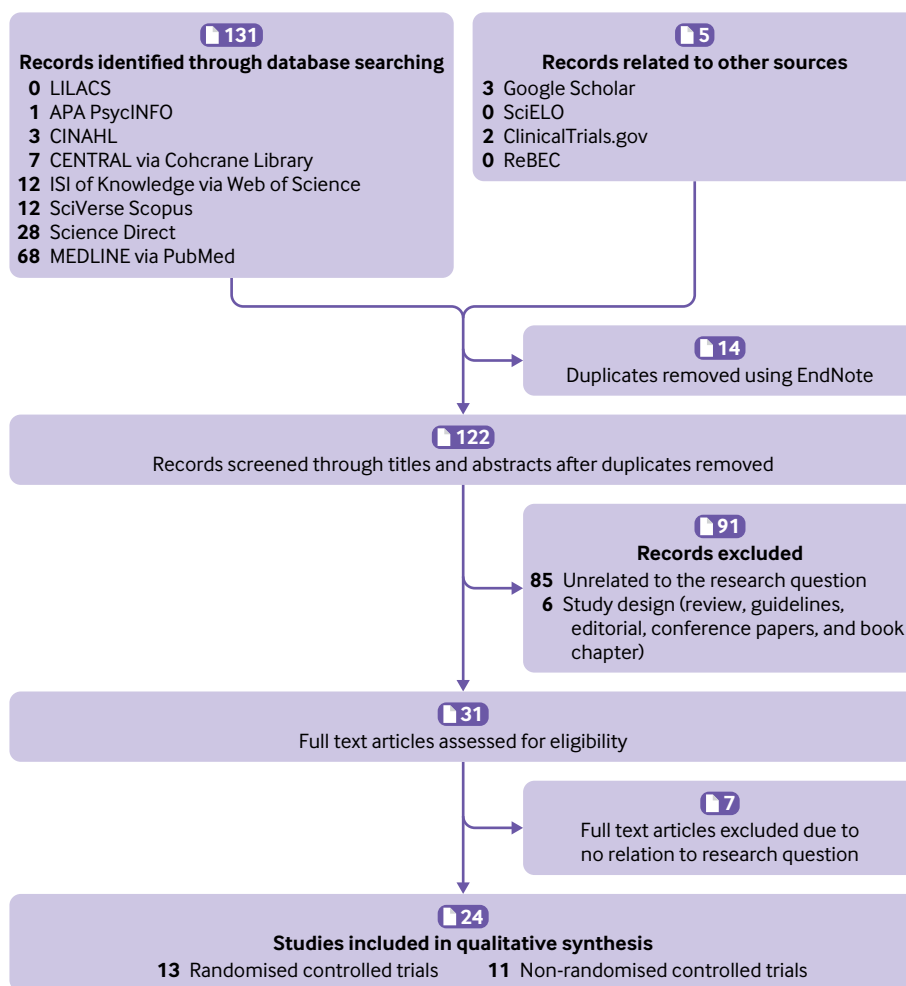 131
Records identified through database searching
0 LILACS
1 APA PsycINFO
3 CINAHL
7 CENTRAL via Cohcrane Library
12 ISI of Knowledge via Web of Science
12 SciVerse Scopus
28 Science Direct
68 MEDLINE via PubMed
5
Records related to other sources
3 Google Scholar
0 SciELO
2 ClinicalTrials.gov
0 ReBEC
14
Duplicates removed using EndNote
122
Records screened through titles and abstracts after duplicates removed
91
Records excluded
85 Unrelated to the research question
6 Study design (review, guidelines,
editorial, conference papers, and book
chapter)
31
Full text articles assessed for eligibility
7
Full text articles excluded due to
no relation to research question
24
Studies included in qualitative synthesis
13 Randomised controlled trials 11 Non-randomised controlled trials